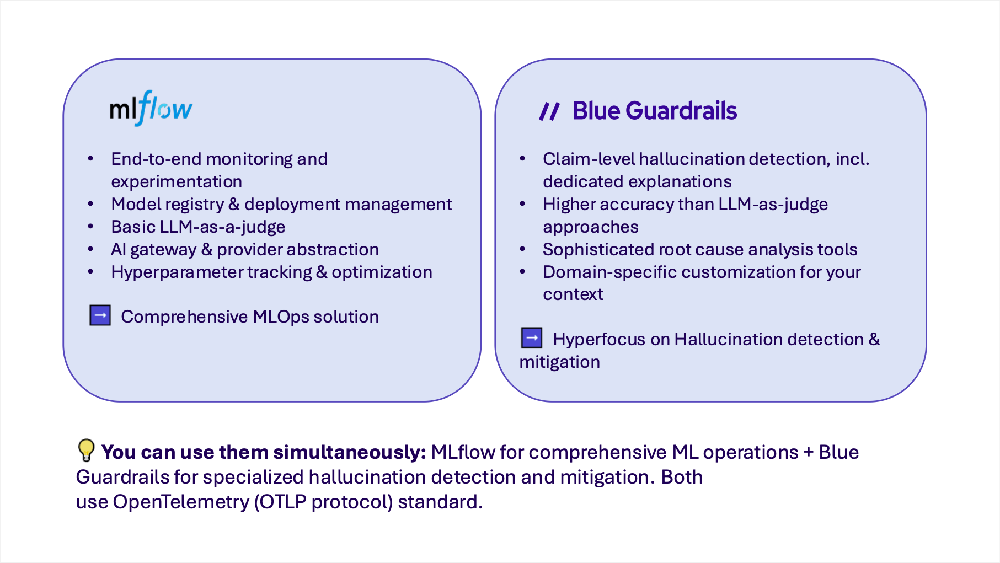 mlflow
• End-to-end monitoring and
experimentation
• Model registry & deployment management
• Basic LLM-as-a-judge
• AI gateway & provider abstraction
• Hyperparameter tracking & optimization
➡ Comprehensive MLOps solution
// Blue Guardrails
• Claim-level hallucination detection, incl.
dedicated explanations
• Higher accuracy than LLM-as-judge
approaches
• Sophisticated root cause analysis tools
• Domain-specific customization for your
context
➡ Hyperfocus on Hallucination detection &
mitigation
💡 You can use them simultaneously: MLflow for comprehensive ML operations + Blue
Guardrails for specialized hallucination detection and mitigation. Both
use OpenTelemetry (OTLP protocol) standard.